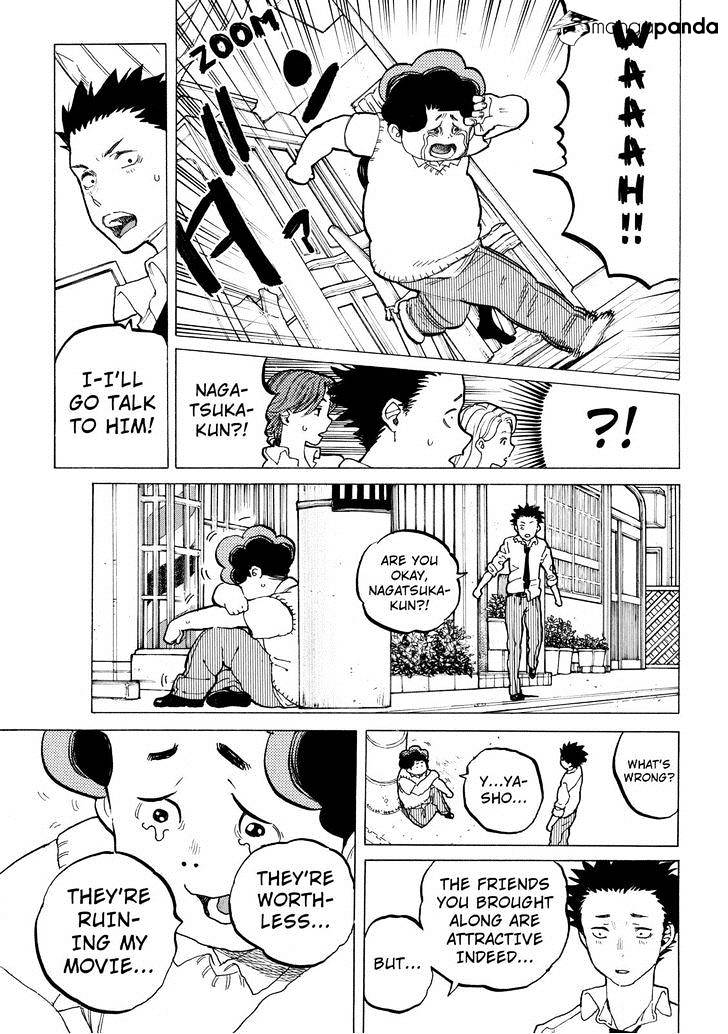 mangapanda
WAAAH!!
ZOOM
ダ
ッ
?!
NAGA-
TSUKA-
KUN?!
I-I'LL
GO TALK
TO HIM!
ARE YOU
OKAY,
NAGATSUKA-
KUN?!
WHAT'S
WRONG?
Y...YA-
SHO...
THE FRIENDS
YOU BROUGHT
ALONG ARE
ATTRACTIVE
INDEED...
BUT...
THEY'RE
WORTH-
LESS...
THEY'RE
RUIN-
ING MY
MOVIE...